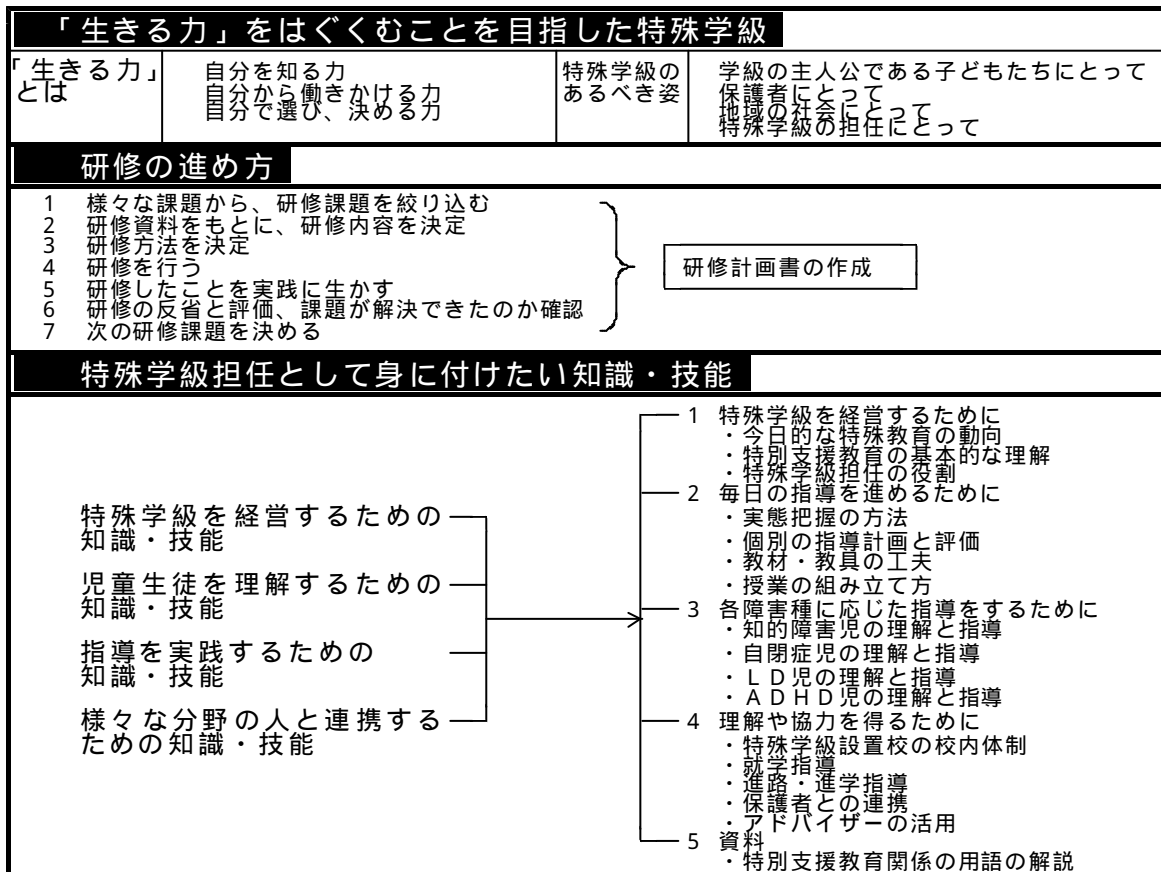 「生きる力」をはぐくむことを目指した特殊学級
「生きる力」
とは
自分を知る力
自分から働きかける力
自分で選び、決める力
特殊学級の
あるべき姿
学級の主人公である子どもたちにとって
保護者にとって
地域の社会にとって
特殊学級の担任にとって
研修の進め方
1 様々な課題から、研修課題を絞り込む
2 研修資料をもとに、研修内容を決定
3 研修方法を決定
4 研修を行う
5 研修したことを実践に生かす
6 研修の反省と評価、課題が解決できたのか確認
7 次の研修課題を決める
研修計画書の作成
特殊学級担任として身に付けたい知識・技能
特殊学級を経営するための
知識・技能
児童生徒を理解するための
知識・技能
指導を実践するための
知識・技能
様々な分野の人と連携する
ための知識・技能
1 特殊学級を経営するために
・今日的な特殊教育の動向
・特別支援教育の基本的な理解
・特殊学級担任の役割
2 毎日の指導を進めるために
・実態把握の方法
・個別の指導計画と評価
・教材・教具の工夫
・授業の組み立て方
3 各障害種に応じた指導をするために
・知的障害児の理解と指導
・自閉症児の理解と指導
・LD児の理解と指導
・ADHD児の理解と指導
4 理解や協力を得るために
・特殊学級設置校の校内体制
・就学指導
・進路・進学指導
・保護者との連携
・アドバイザーの活用
5 資料
・特別支援教育関係の用語の解説